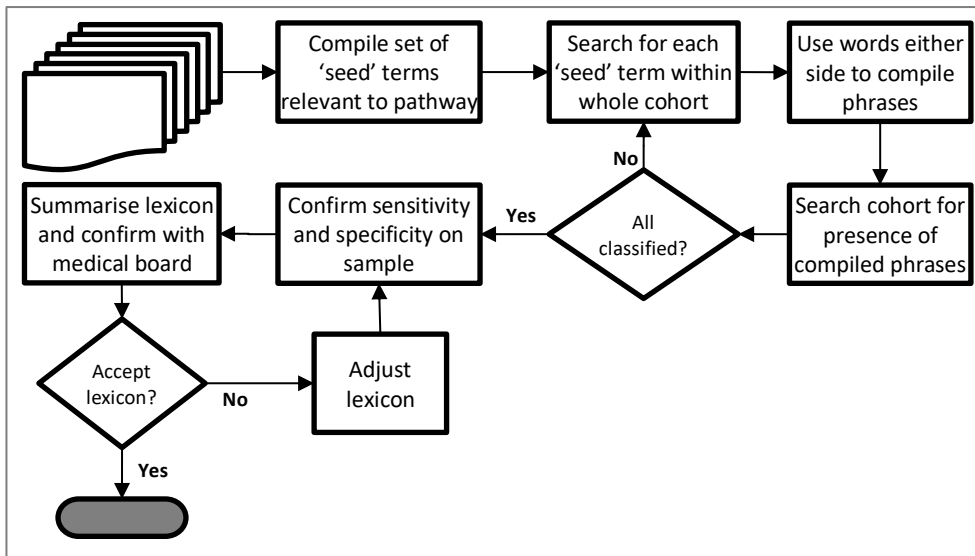 Compile set of
‘seed’ terms
relevant to pathway
Search for each
‘seed’ term within
whole cohort
Use words either
side to compile
phrases
No
Summarise lexicon
and confirm with
medical board
Confirm sensitivity
and specificity on
sample
Yes
All
classified?
Search cohort for
presence of
compiled phrases
Accept
lexicon?
No
Adjust
lexicon
Yes